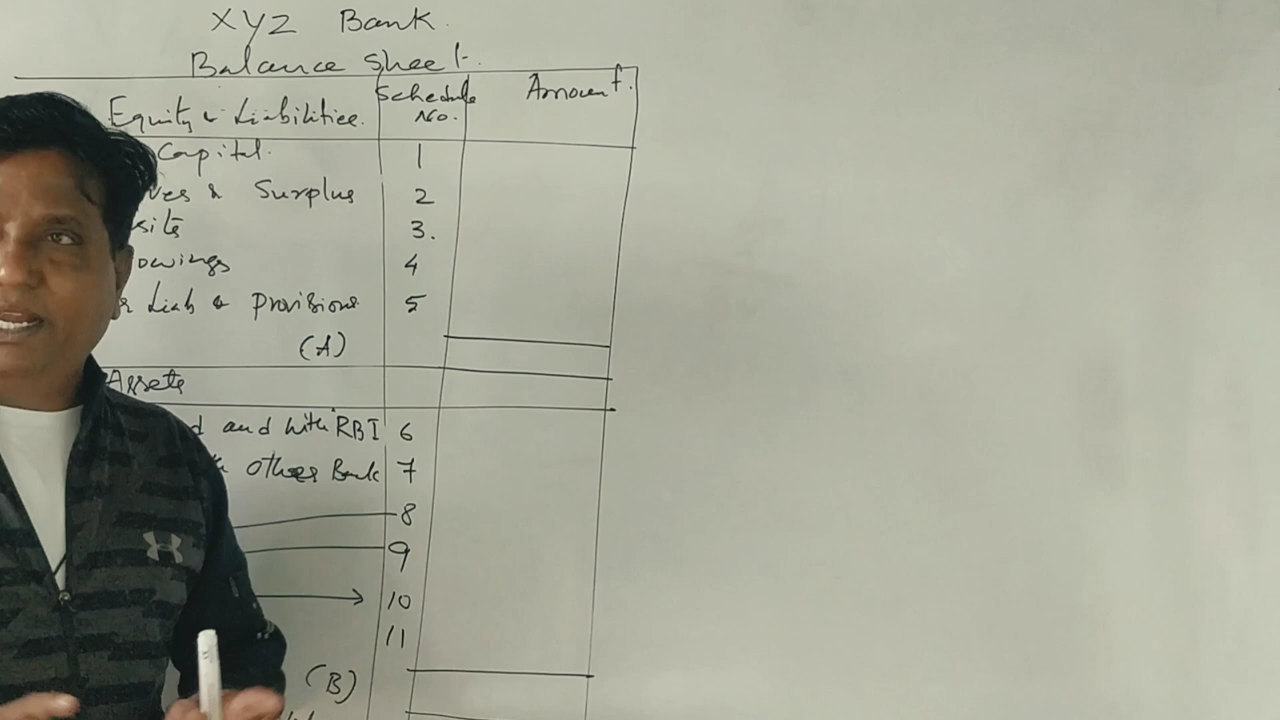 XYZ Bank.
Balance Sheet.
Equity & Liabilities. Schedule No. Amount.
Capital. 1
ves & Surplus 2
sits 3.
owings 4
r Liab & Provisions 5
(A)
Assets
d and with RBI 6
Other Bank 7
8
9
10
11
(B)